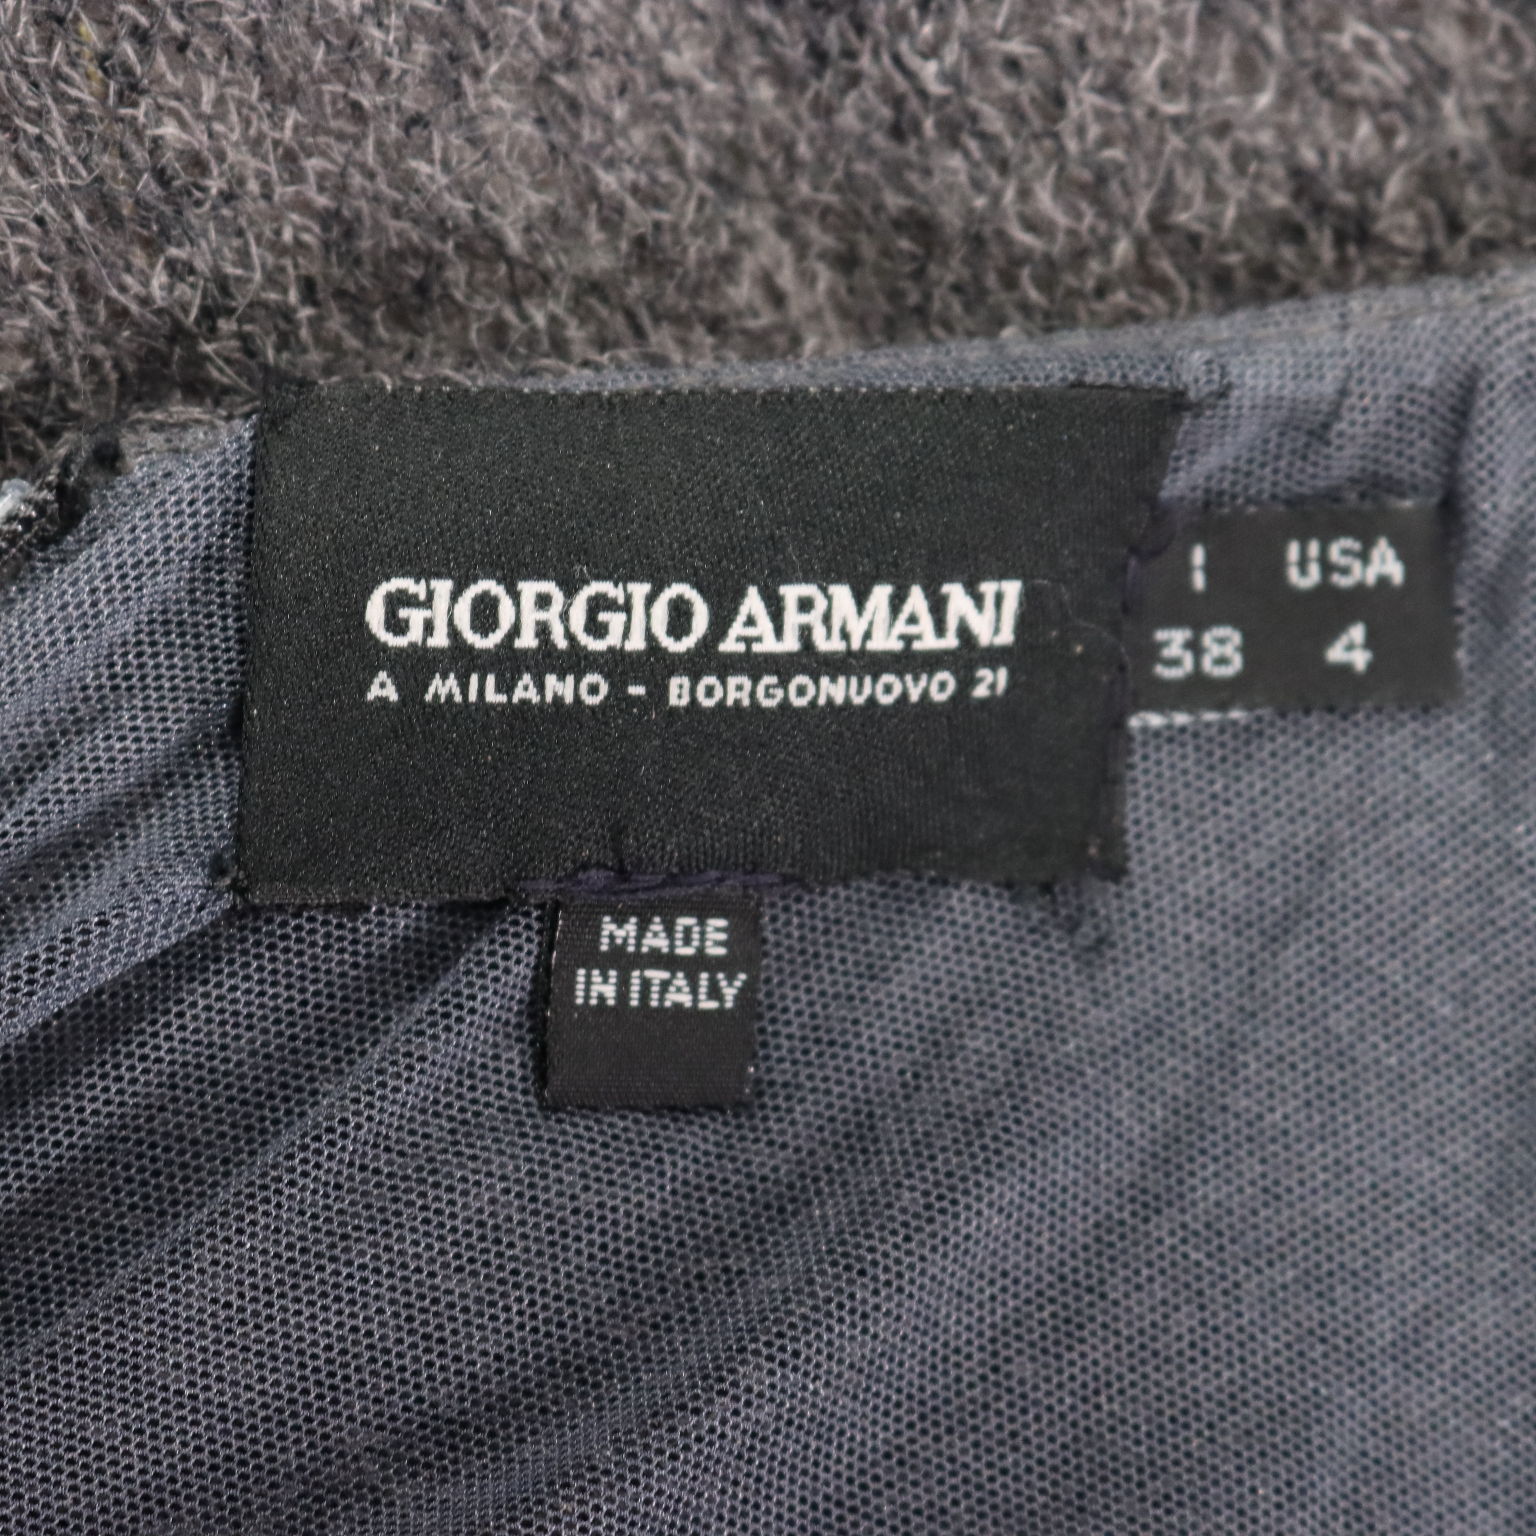 GIORGIO ARMANI
A MILANO - BORGONUOVO 21
I USA
38 4
MADE
IN ITALY